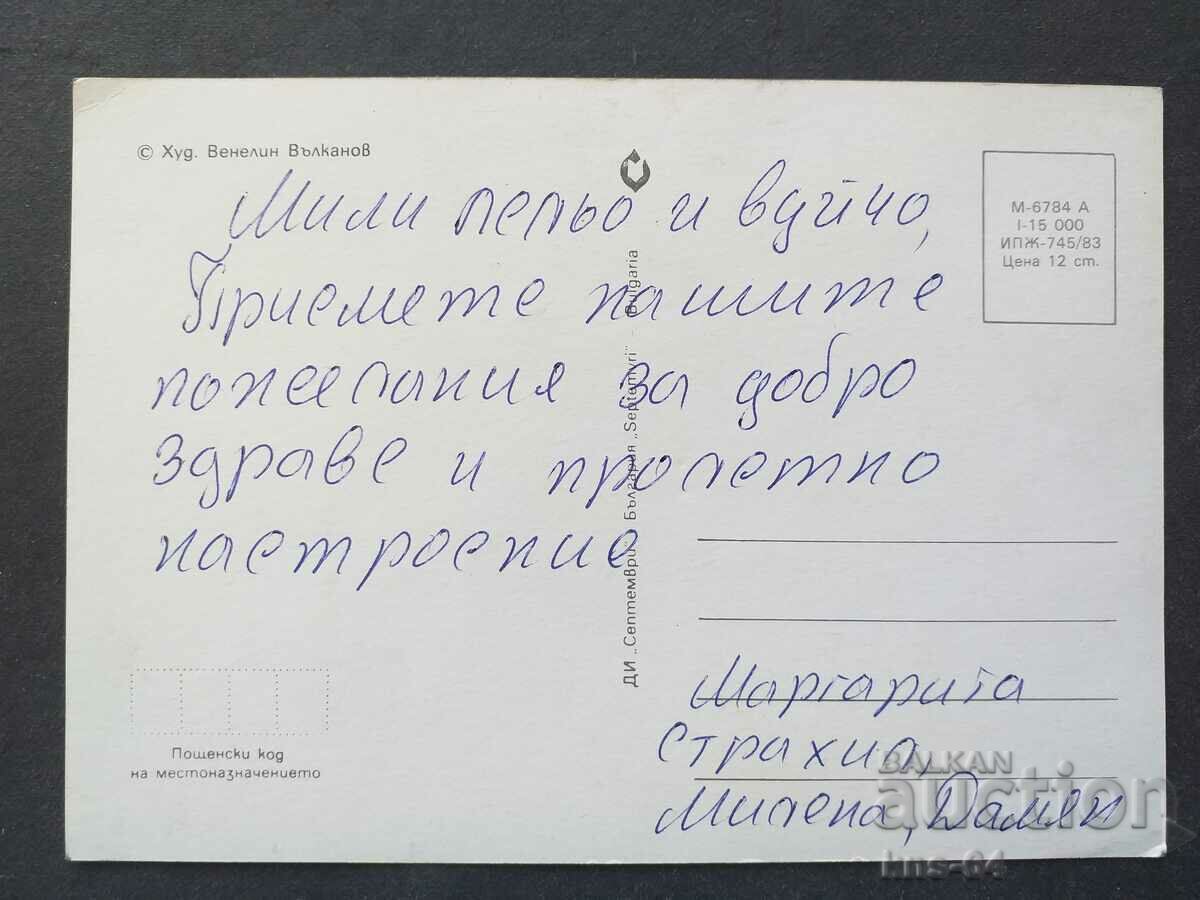 © Худ. Венелин Вълканов
М-6784 А
I-15 000
ИПЖ-745/83
Цена 12 ст.
Мили лельо и вуйчо,
Приемете нашите
пожелания за добро
здраве и пролетно
настроение
ДИ „Септември" България „Septemvri" Bulgaria
Маргарита
Страхил,
Милена, Дамян
Пощенски код
на местоназначението
BALKAN
auction
kns-64